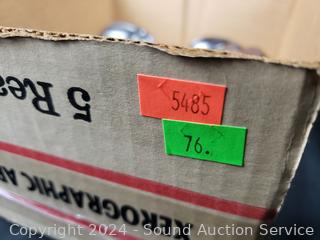 5 Rea
5485
76.
XEROGRAPHIC
Copyright 2024 - Sound Auction Service